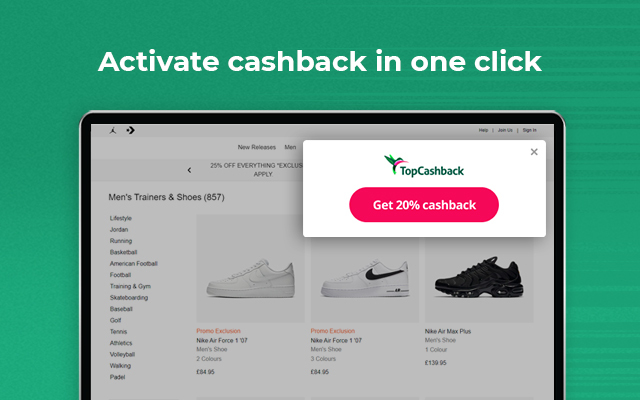 Activate cashback in one click
Help | Join Us | Sign In
New Releases Men
25% OFF EVERYTHING *EXCLUS
APPLY
TopCashback
Get 20% cashback
Men's Trainers & Shoes (857)
Lifestyle
Jordan
Running
Basketball
American Football
Football
Training & Gym
Skateboarding
Baseball
Golf
Tennis
Athletics
Volleyball
Walking
Padel
Promo Exclusion
Nike Air Force 1 '07
Men's Shoe
2 Colours
£84.95
Promo Exclusion
Nike Air Force 1 '07
Men's Shoe
3 Colours
£84.95
Nike Air Max Plus
Men's Shoe
1 Colour
£139.95